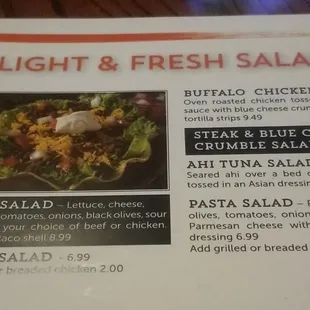 LIGHT & FRESH SALA
SALAD – Lettuce, cheese,
tomatoes, onions, black olives, sour
your choice of beef or chicken.
taco shell 8.99
SALAD - 6.99
r breaded chicken 2.00
BUFFALO CHICKEN
Oven roasted chicken toss
sauce with blue cheese crum
tortilla strips 9.49
STEAK & BLUE C
CRUMBLE SALA
AHI TUNA SALAD
Seared ahi over a bed o
tossed in an Asian dressin
PASTA SALAD –
olives, tomatoes, onion
Parmesan cheese with
dressing 6.99
Add grilled or breaded